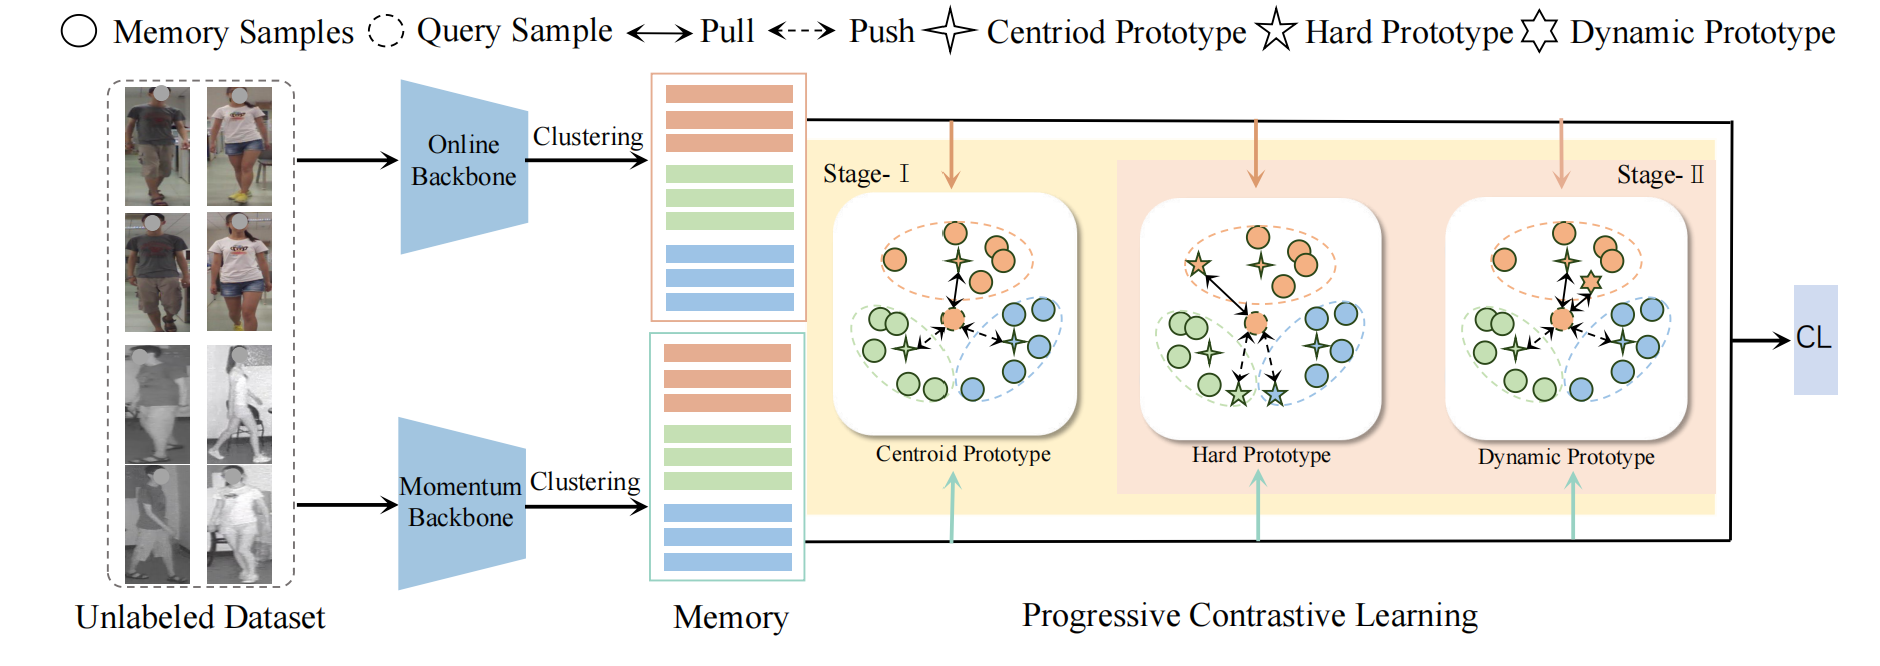 Memory Samples Query Sample Pull Push Centriod Prototype Hard Prototype Dynamic Prototype
Online
Backbone
Clustering
Momentum
Backbone
Clustering
Stage- I
Stage- II
Centroid Prototype
Hard Prototype
Dynamic Prototype
CL
Unlabeled Dataset
Memory
Progressive Contrastive Learning